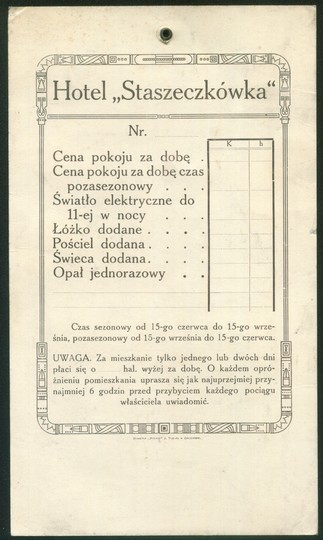 Hotel „Staszeczkówka“
Nr.
K h
Cena pokoju za dobę .
Cena pokoju za dobę czas
pozasezonowy . . .
Światło elektryczne do
11-ej w nocy . . .
Łóżko dodane . . . .
Pościel dodana . . . .
Świeca dodana . . . .
Opał jednorazowy . .
Czas sezonowy od 15-go czerwca do 15-go wrze-
śnia, pozasezonowy od 15-go września do 15-go czerwca.
UWAGA. Za mieszkanie tylko jednego lub dwóch dni
płaci się o hal. wyżej za dobę. O każdem opró-
żnieniu pomieszkania uprasza się jak najuprzejmiej przy-
najmniej 6 godzin przed przybyciem każdego pociągu
właściciela uwiadomić.